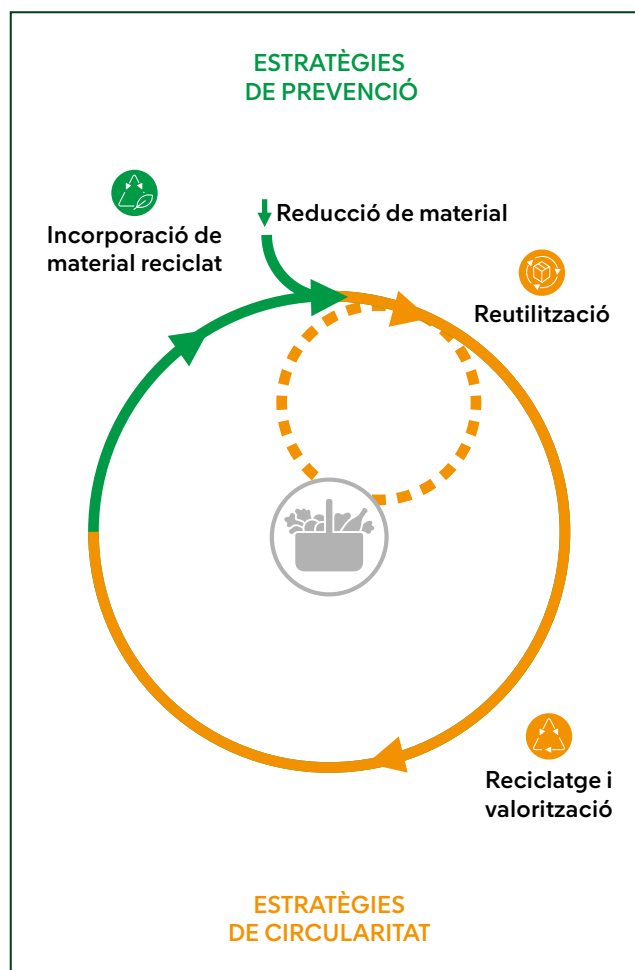 ESTRATÈGIES
DE PREVENCIÓ
Reducció de material
Incorporació de
material reciclat
Reutilització
Reciclatge i
valorització
ESTRATÈGIES
DE CIRCULARITAT